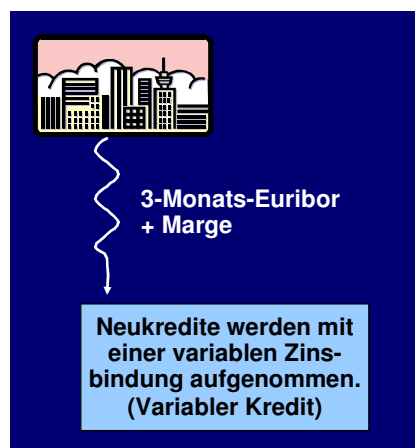 3-Monats-Euribor
+ Marge
Neukredite werden mit
einer variablen Zins-
bindung aufgenommen.
(Variabler Kredit)